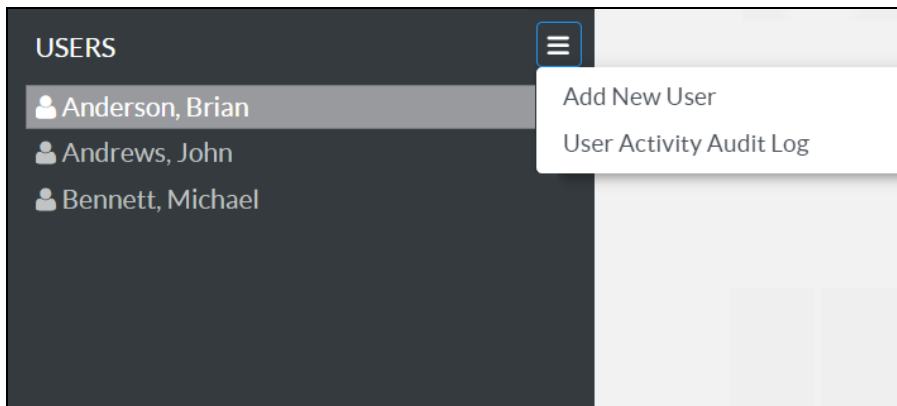 USERS
Anderson, Brian
Andrews, John
Bennett, Michael
Add New User
User Activity Audit Log